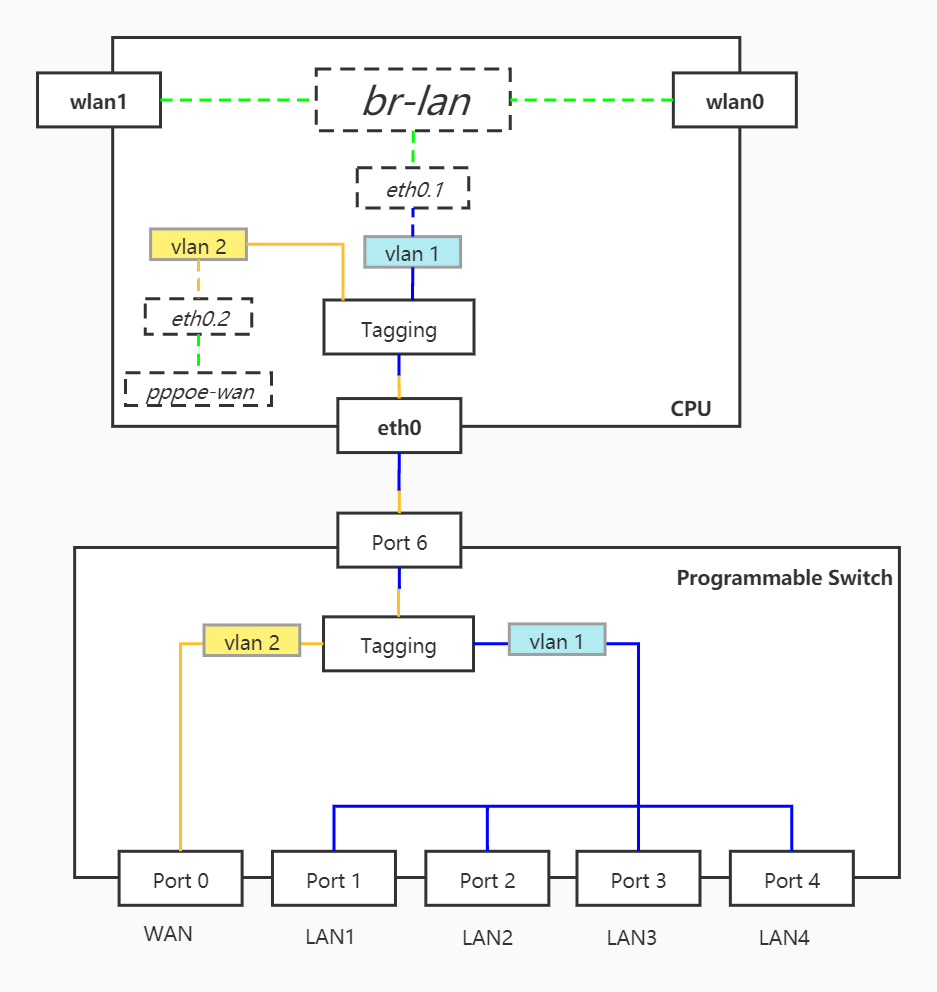 wlan1
br-lan
wlan0
eth0.1
vlan 2
vlan 1
eth0.2
Tagging
pppoe-wan
CPU
eth0
Port 6
Programmable Switch
vlan 2
Tagging
vlan 1
Port 0
Port 1
Port 2
Port 3
Port 4
WAN
LAN1
LAN2
LAN3
LAN4